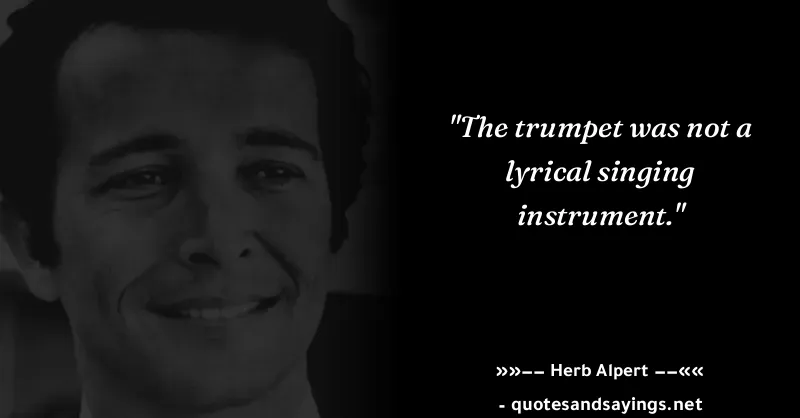 "The trumpet was not a
lyrical singing
instrument."
»»–– Herb Alpert ––««
- quotesandsayings.net